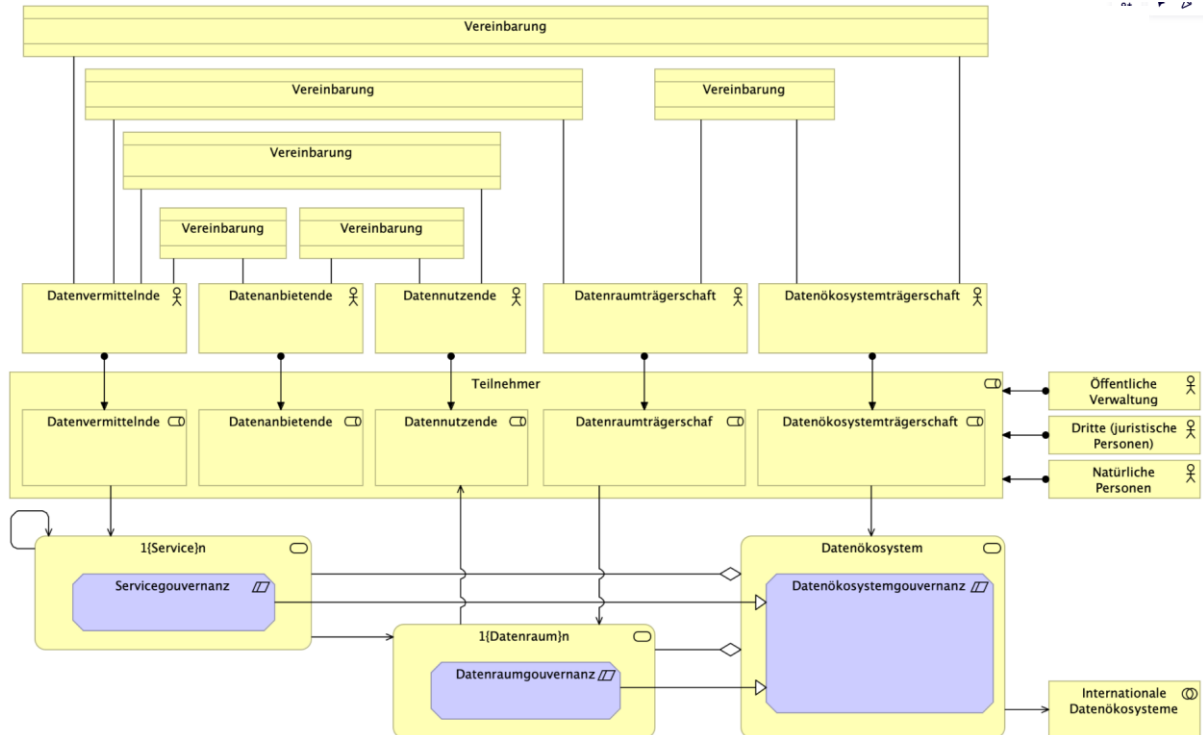 Vereinbarung
Vereinbarung
Vereinbarung
Vereinbarung
Vereinbarung
Vereinbarung
Datenvermittelnde
Datenanbietende
Datennutzende
Datenraumträgerschaft
Datenökosystemträgerschaft
Teilnehmer
Datenvermittelnde
Datenanbietende
Datennutzende
Datenraumträgerschaf
Datenökosystemträgerschaft
Öffentliche
Verwaltung
Dritte (juristische
Personen)
Natürliche
Personen
1{Service}n
Servicegouvernanz
Datenökosystem
Datenökosystemgouvernanz
1{Datenraum}n
Datenraumgouvernanz
Internationale
Datenökosysteme